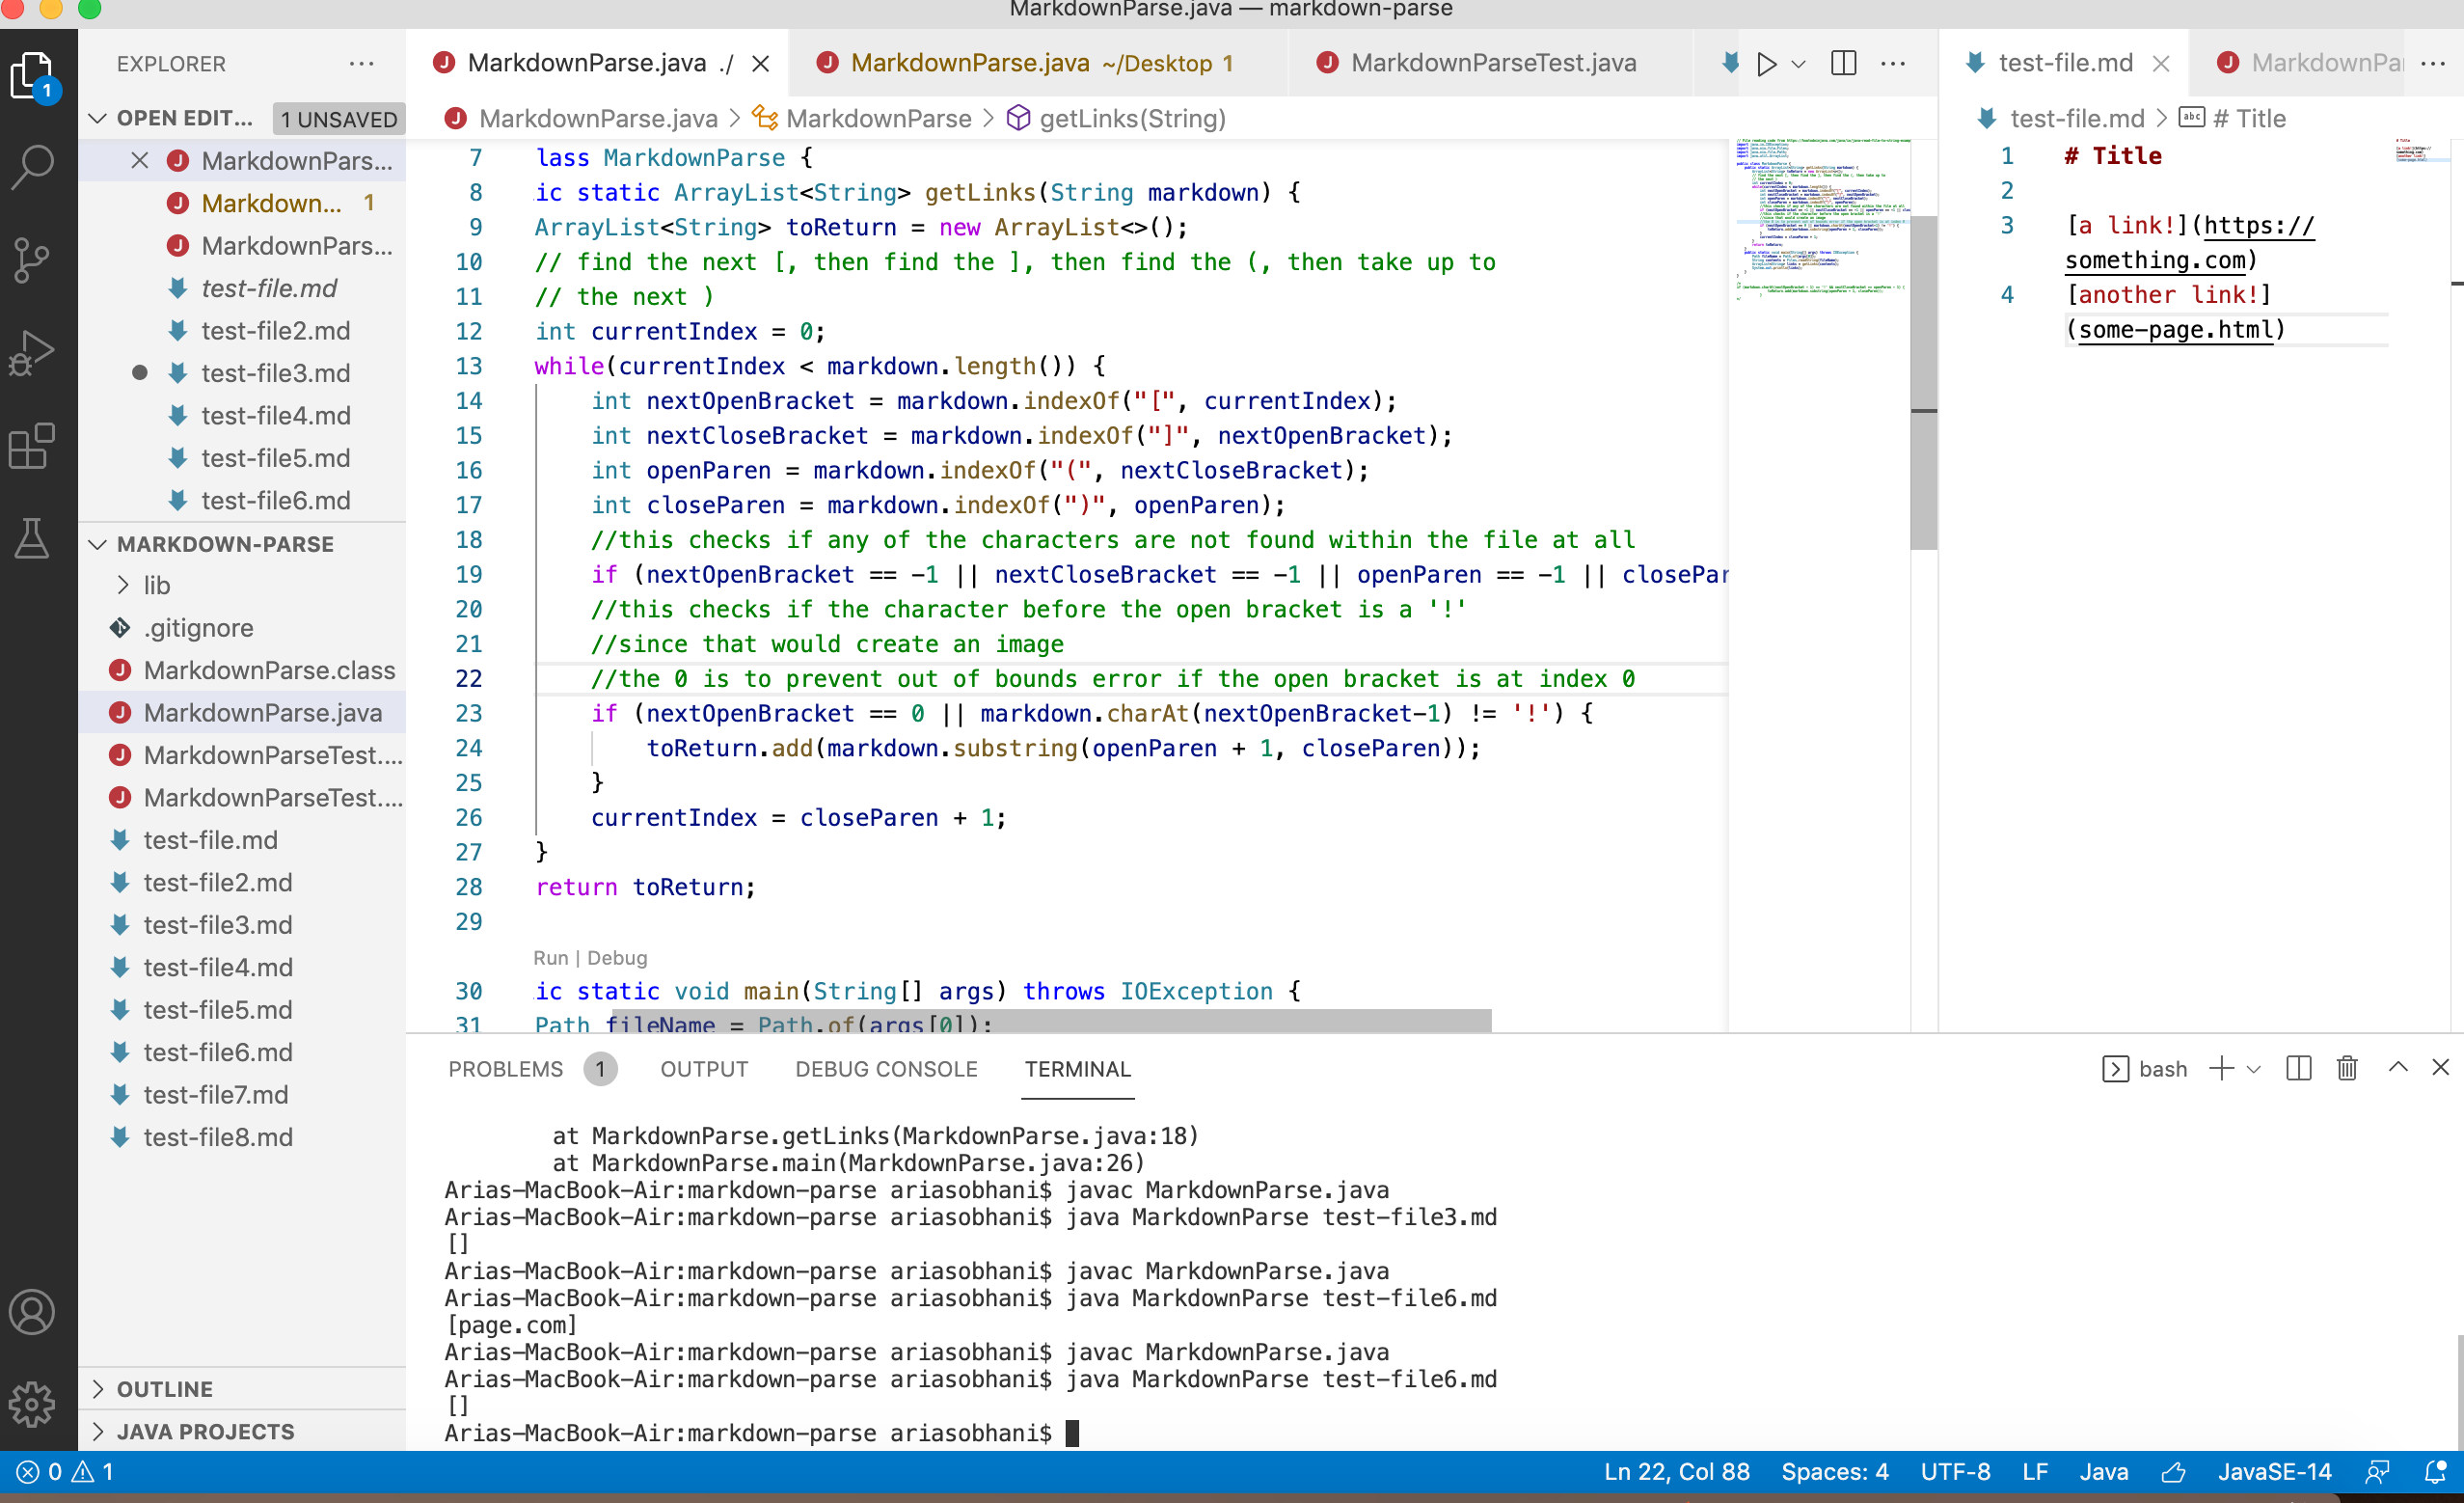 MarkdownParse.java — markdown-parse
EXPLORER
OPEN EDIT... 1 UNSAVED
MarkdownPars...
Markdown... 1
MarkdownPars...
test-file.md
test-file2.md
test-file3.md
test-file4.md
test-file5.md
test-file6.md
MARKDOWN-PARSE
lib
.gitignore
MarkdownParse.class
MarkdownParse.java
MarkdownParseTest....
MarkdownParseTest....
test-file.md
test-file2.md
test-file3.md
test-file4.md
test-file5.md
test-file6.md
test-file7.md
test-file8.md
OUTLINE
JAVA PROJECTS
MarkdownParse.java ./ MarkdownParse.java ~/Desktop 1 MarkdownParseTest.java
MarkdownParse.java > MarkdownParse > getLinks(String)
7 lass MarkdownParse {
8 ic static ArrayList<String> getLinks(String markdown) {
9 ArrayList<String> toReturn = new ArrayList<>();
10 // find the next [, then find the ], then find the (, then take up to
11 // the next )
12 int currentIndex = 0;
13 while(currentIndex < markdown.length()) {
14 int nextOpenBracket = markdown.indexOf("[", currentIndex);
15 int nextCloseBracket = markdown.indexOf("]", nextOpenBracket);
16 int openParen = markdown.indexOf("(", nextCloseBracket);
17 int closeParen = markdown.indexOf(")", openParen);
18 //this checks if any of the characters are not found within the file at all
19 if (nextOpenBracket == -1 || nextCloseBracket == -1 || openParen == -1 || closePar
20 //this checks if the character before the open bracket is a '!'
21 //since that would create an image
22 //the 0 is to prevent out of bounds error if the open bracket is at index 0
23 if (nextOpenBracket == 0 || markdown.charAt(nextOpenBracket-1) != '!') {
24 toReturn.add(markdown.substring(openParen + 1, closeParen));
25 }
26 currentIndex = closeParen + 1;
27 }
28 return toReturn;
29
Run | Debug
30 ic static void main(String[] args) throws IOException {
31 Path fileName = Path.of(args[0]);
test-file.md MarkdownPa
test-file.md > # Title
1 # Title
2
3 [a link!](https://
something.com)
4 [another link!]
(some-page.html)
PROBLEMS 1 OUTPUT DEBUG CONSOLE TERMINAL
bash
at MarkdownParse.getLinks(MarkdownParse.java:18)
at MarkdownParse.main(MarkdownParse.java:26)
Arias-MacBook-Air:markdown-parse ariasobhani$ javac MarkdownParse.java
Arias-MacBook-Air:markdown-parse ariasobhani$ java MarkdownParse test-file3.md
[]
Arias-MacBook-Air:markdown-parse ariasobhani$ javac MarkdownParse.java
Arias-MacBook-Air:markdown-parse ariasobhani$ java MarkdownParse test-file6.md
[page.com]
Arias-MacBook-Air:markdown-parse ariasobhani$ javac MarkdownParse.java
Arias-MacBook-Air:markdown-parse ariasobhani$ java MarkdownParse test-file6.md
[]
Arias-MacBook-Air:markdown-parse ariasobhani$
0 1 Ln 22, Col 88 Spaces: 4 UTF-8 LF Java JavaSE-14